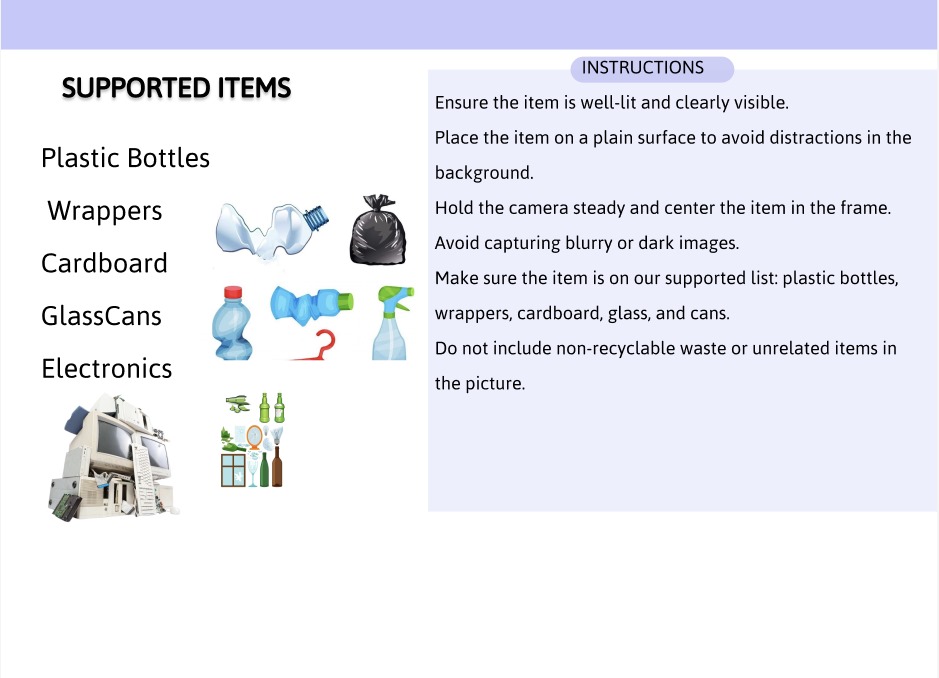 SUPPORTED ITEMS
Plastic Bottles
Wrappers
Cardboard
GlassCans
Electronics
INSTRUCTIONS
Ensure the item is well-lit and clearly visible.
Place the item on a plain surface to avoid distractions in the
background.
Hold the camera steady and center the item in the frame.
Avoid capturing blurry or dark images.
Make sure the item is on our supported list: plastic bottles,
wrappers, cardboard, glass, and cans.
Do not include non-recyclable waste or unrelated items in
the picture.